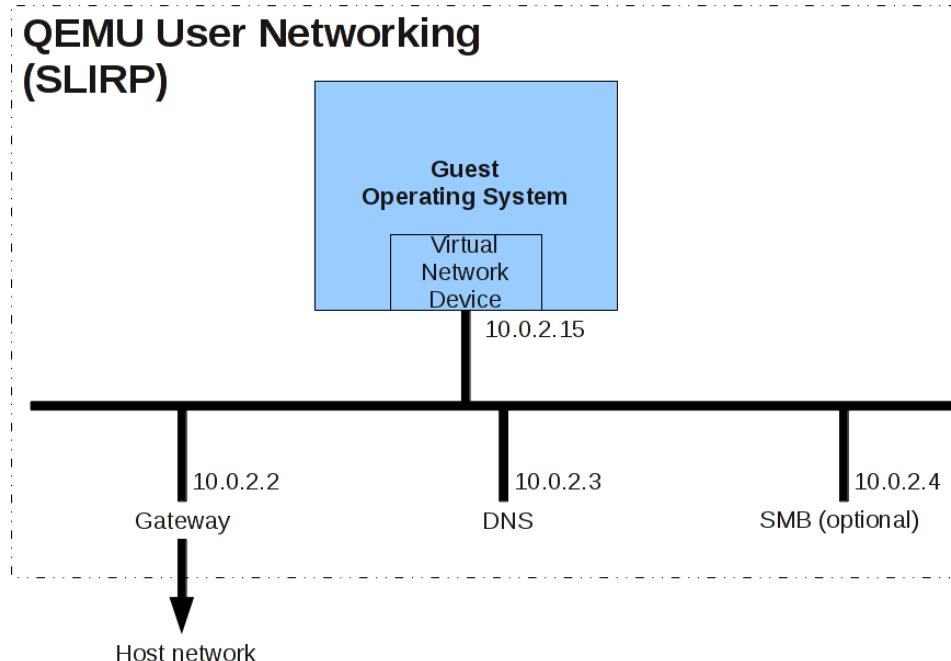 QEMU User Networking
(SLIRP)
Guest
Operating System
Virtual
Network
Device
10.0.2.15
10.0.2.2
10.0.2.3
10.0.2.4
Gateway
DNS
SMB (optional)
Host network